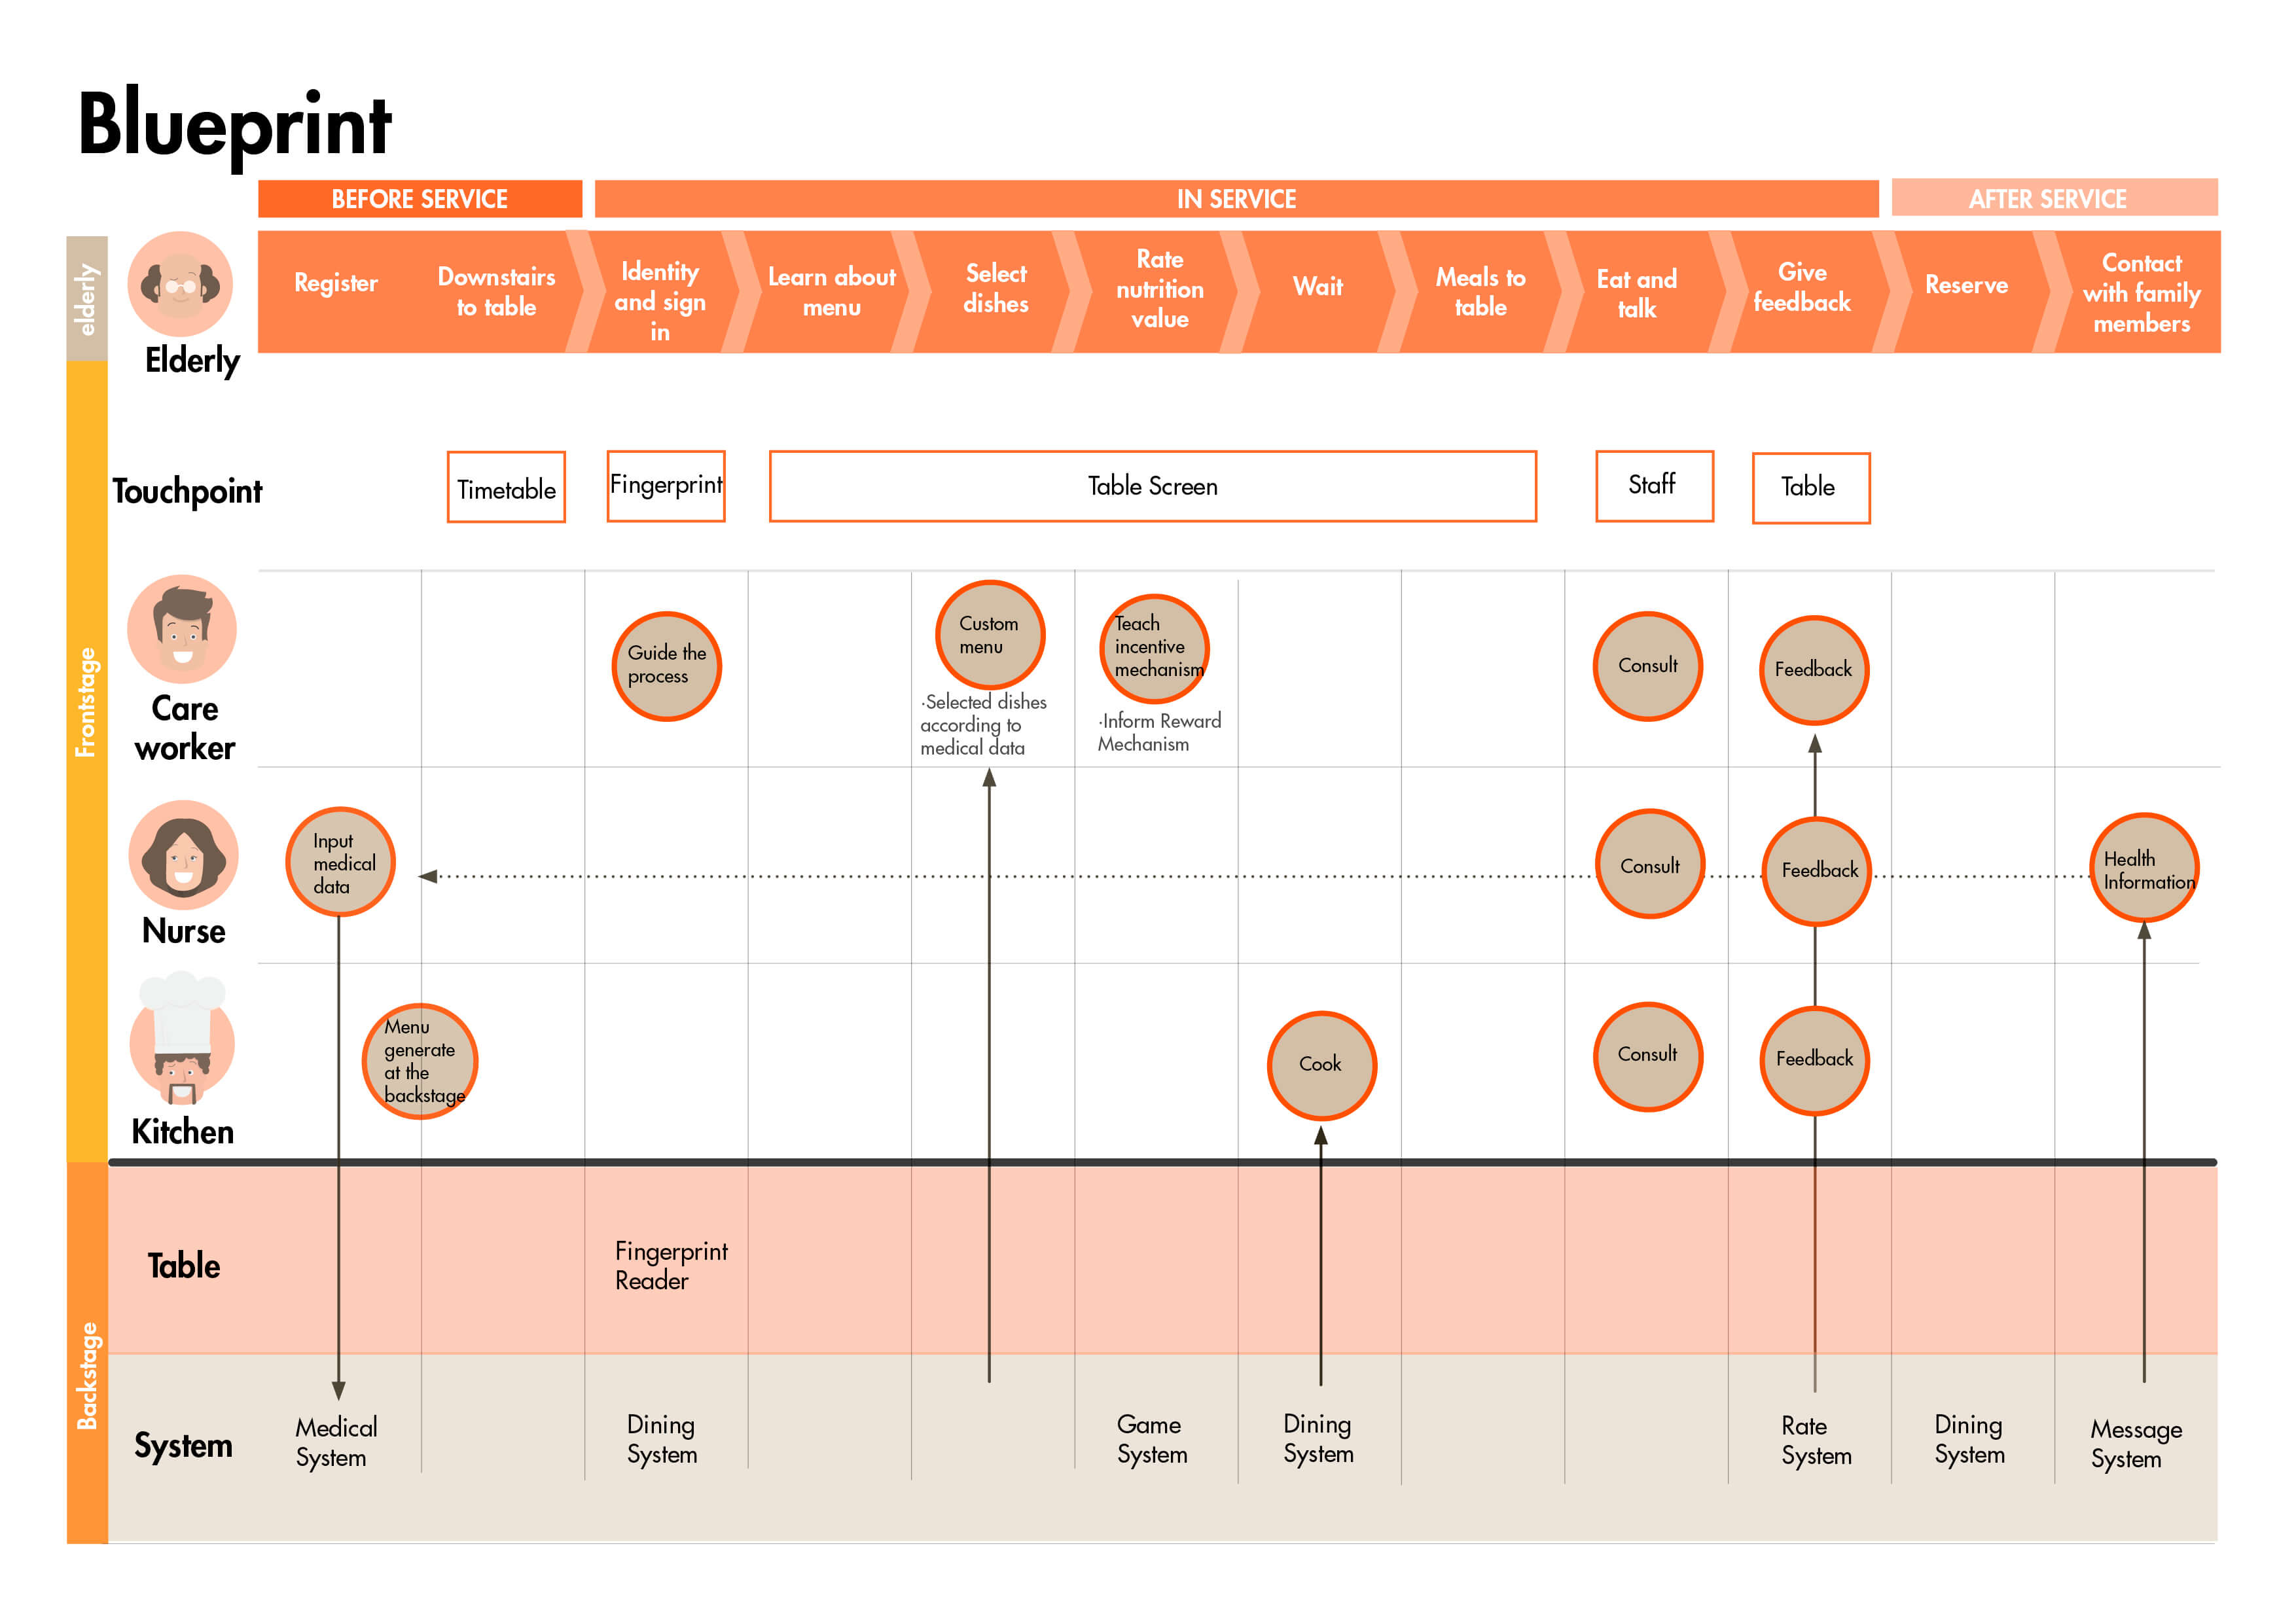 Blueprint
BEFORE SERVICE
IN SERVICE
AFTER SERVICE
elderly
Elderly
Register
Downstairs
to table
Identity
and sign
in
Learn about
menu
Select
dishes
Rate
nutrition
value
Wait
Meals to
table
Eat and
talk
Give
feedback
Reserve
Contact
with family
members
Frontstage
Touchpoint
Timetable
Fingerprint
Table Screen
Staff
Table
Care
worker
Guide the
process
Custom
menu
·Selected dishes
according to
medical data
Teach
incentive
mechanism
·Inform Reward
Mechanism
Consult
Feedback
Nurse
Input
medical
data
Consult
Feedback
Health
Information
Kitchen
Menu
generate
at the
backstage
Cook
Consult
Feedback
Backstage
Table
Fingerprint
Reader
System
Medical
System
Dining
System
Game
System
Dining
System
Rate
System
Dining
System
Message
System